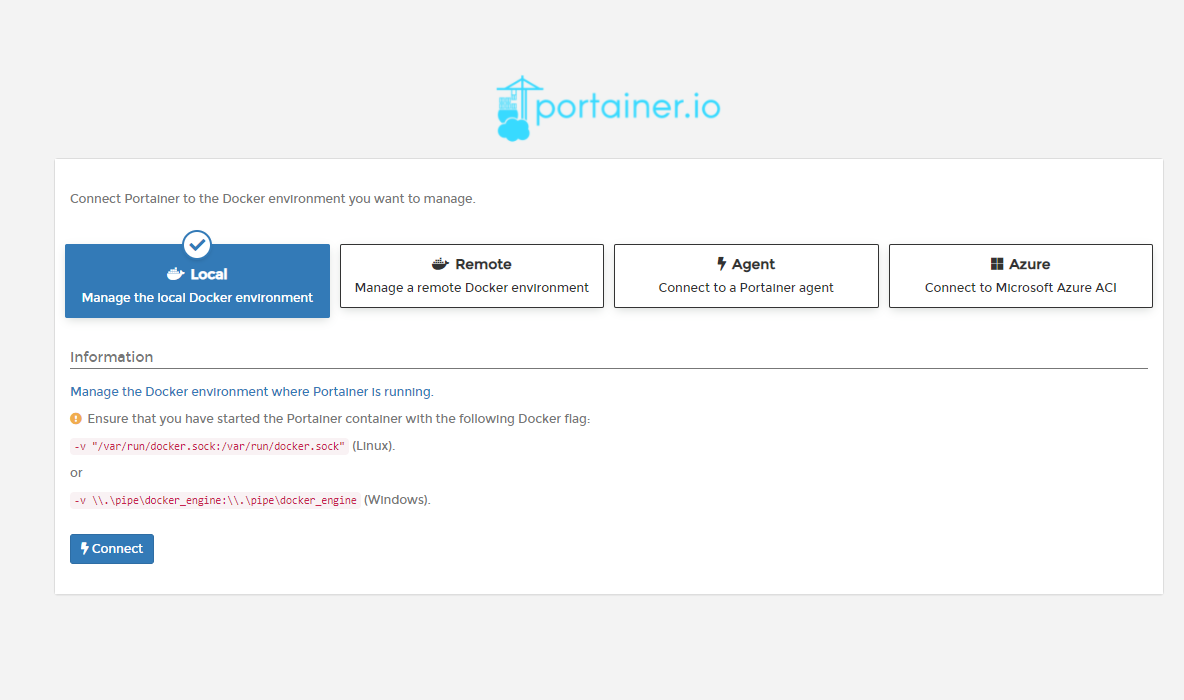 portainer.io
Connect Portainer to the Docker environment you want to manage.
Local
Manage the local Docker environment
Remote
Manage a remote Docker environment
Agent
Connect to a Portainer agent
Azure
Connect to Microsoft Azure ACI
Information
Manage the Docker environment where Portainer is running.
Ensure that you have started the Portainer container with the following Docker flag:
-v "/var/run/docker.sock:/var/run/docker.sock" (Linux).
or
-v \\.\pipe\docker_engine:\\.\pipe\docker_engine (Windows).
Connect